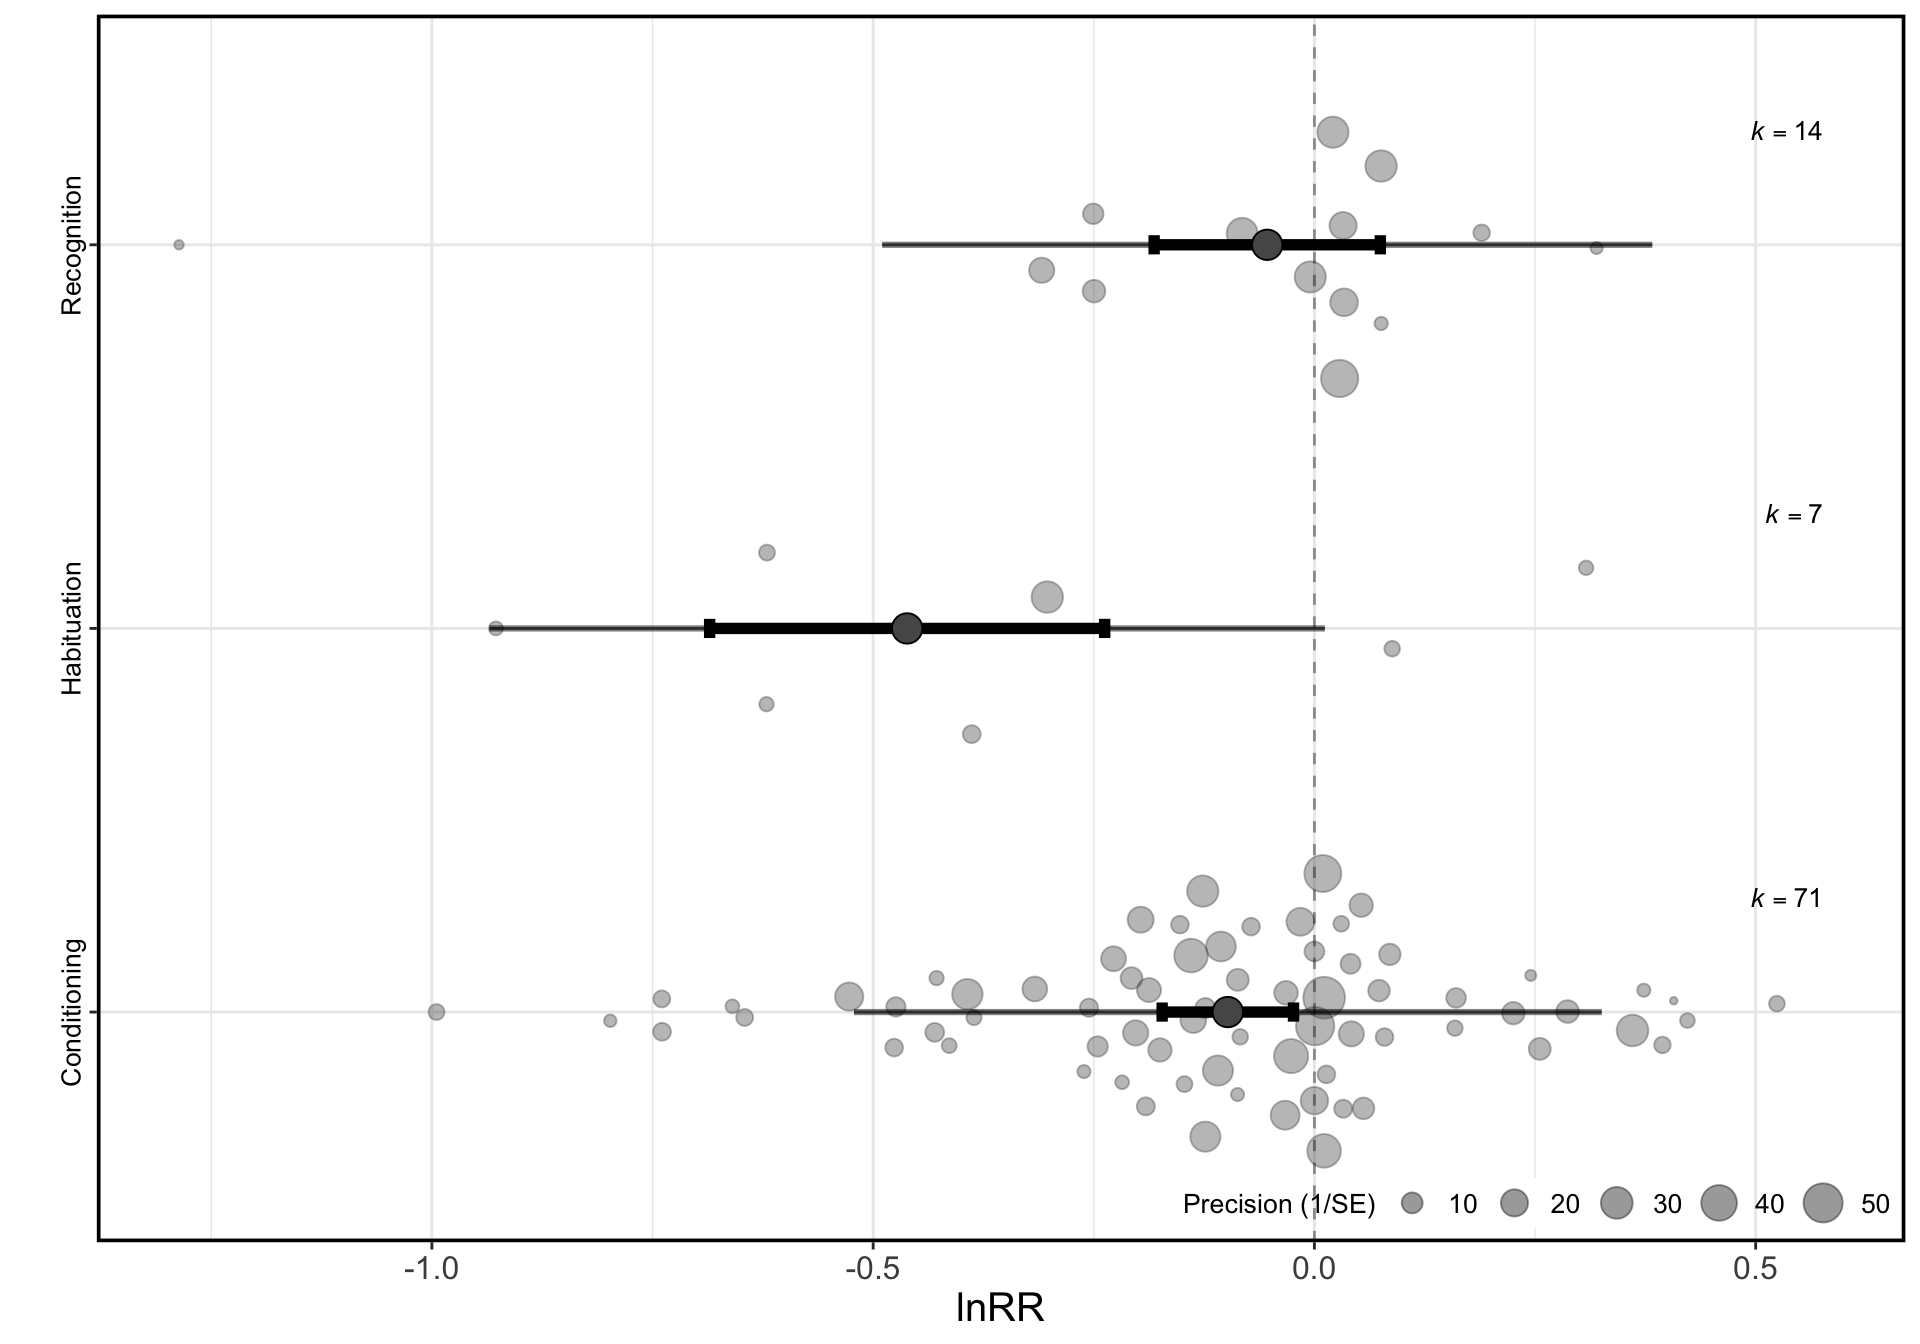 k = 14
Recognition
k = 7
Habituation
k = 71
Conditioning
Precision (1/SE) 10 20 30 40 50
-1.0 -0.5 0.0 0.5
lnRR